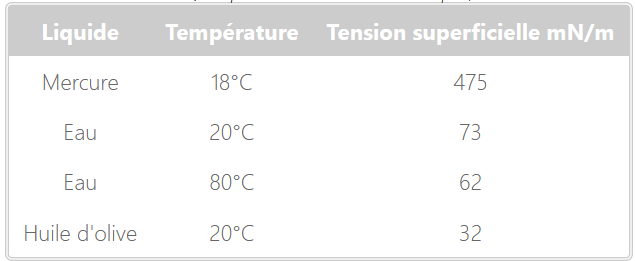 Liquide Température Tension superficielle mN/m
Mercure 18°C 475
Eau 20°C 73
Eau 80°C 62
Huile d'olive 20°C 32